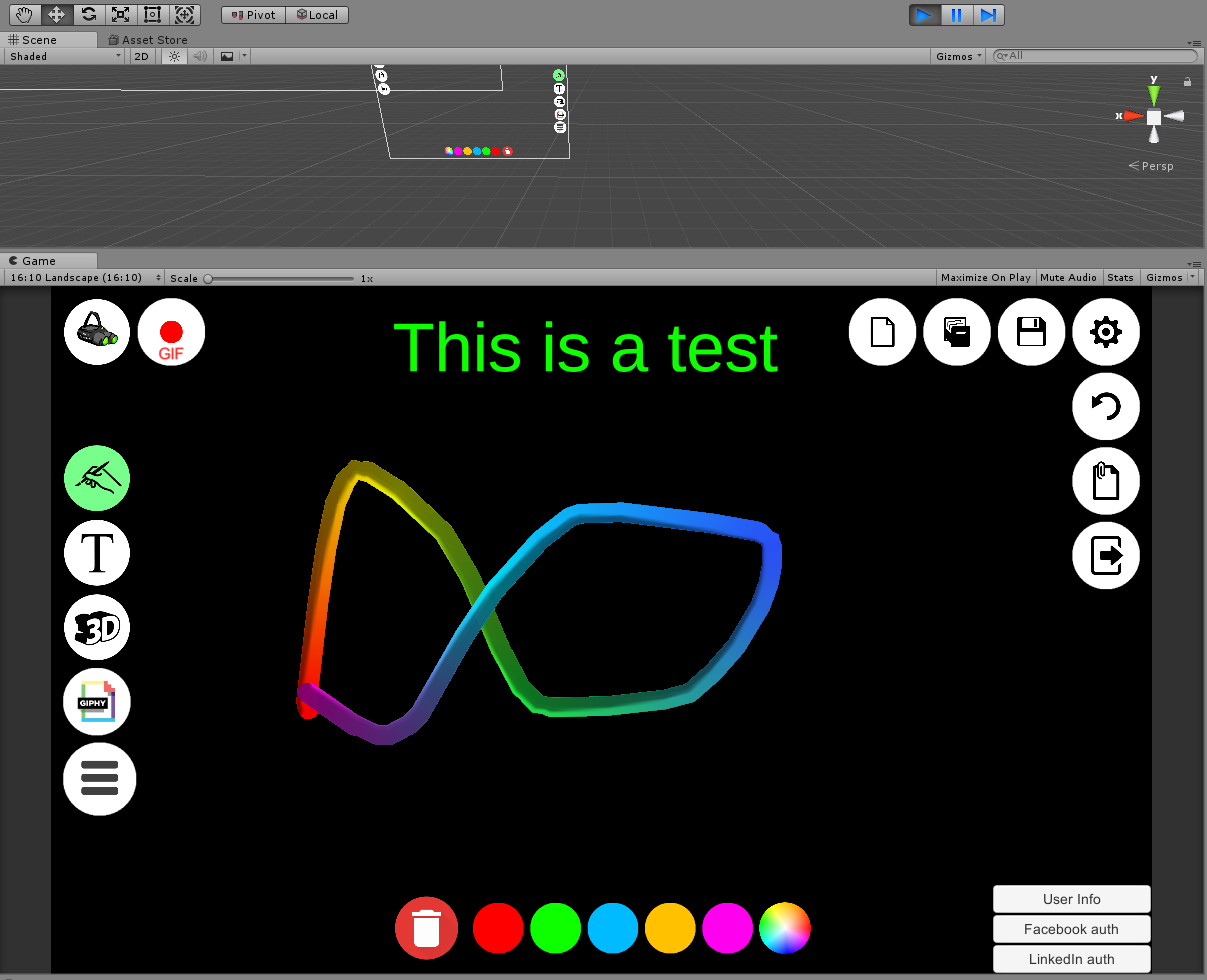 Pivot Local
Scene Asset Store
Shaded 2D Gizmos All
y
x
Persp
Game
16:10 Landscape (16:10) Scale 1x Maximize On Play Mute Audio Stats Gizmos
This is a test
GIF
T
3D
GIPHY
User Info
Facebook auth
LinkedIn auth